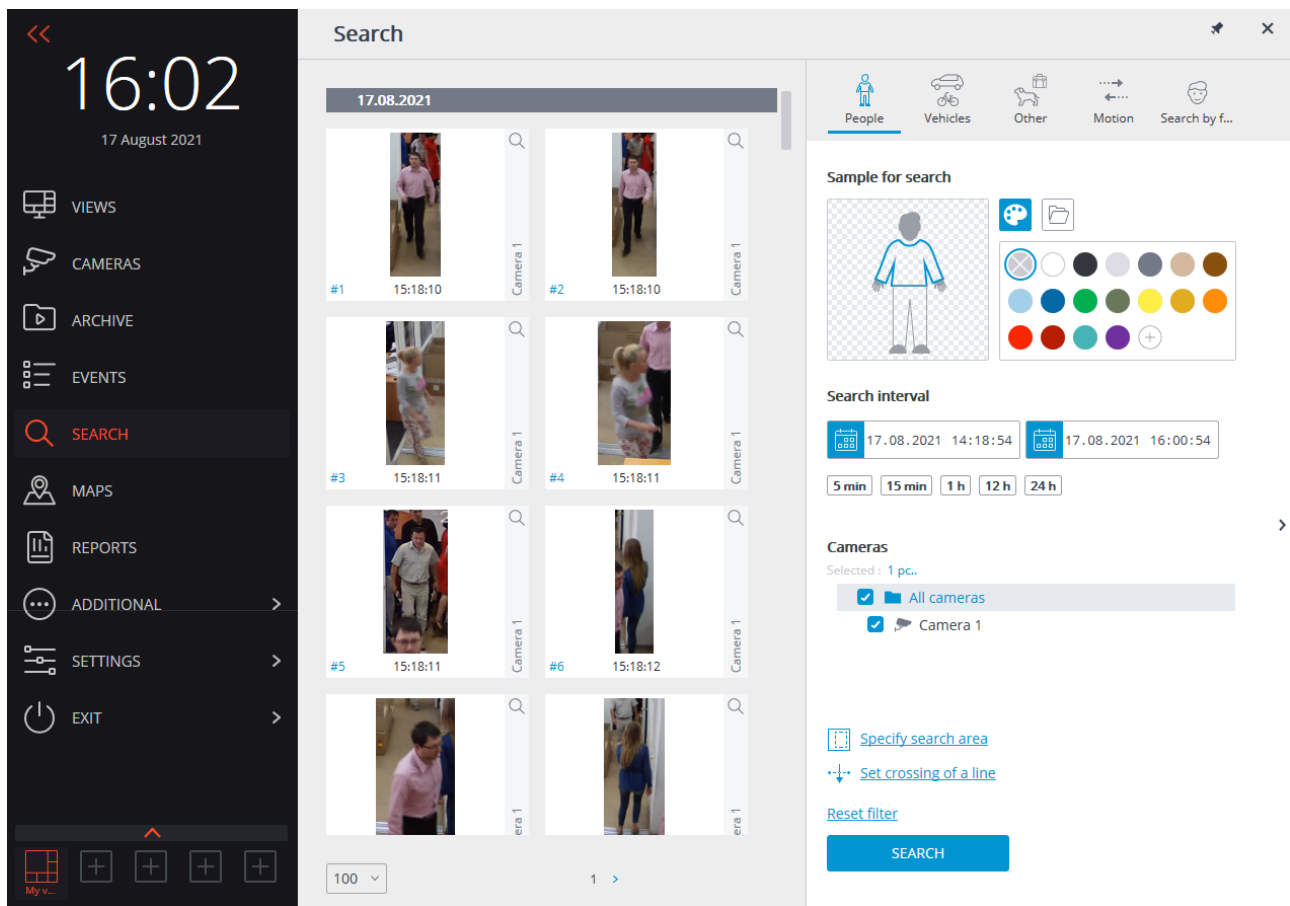 16:02
17 August 2021
VIEWS
CAMERAS
ARCHIVE
EVENTS
SEARCH
MAPS
REPORTS
ADDITIONAL
SETTINGS
EXIT
My v...
Search
17.08.2021
#1 15:18:10 Camera 1
#2 15:18:10 Camera 1
#3 15:18:11 Camera 1
#4 15:18:11 Camera 1
#5 15:18:11 Camera 1
#6 15:18:12 Camera 1
era 1
era 1
100
1
People Vehicles Other Motion Search by f...
Sample for search
Search interval
17.08.2021 14:18:54 17.08.2021 16:00:54
5 min 15 min 1 h 12 h 24 h
Cameras
Selected : 1 pc..
All cameras
Camera 1
Specify search area
Set crossing of a line
Reset filter
SEARCH